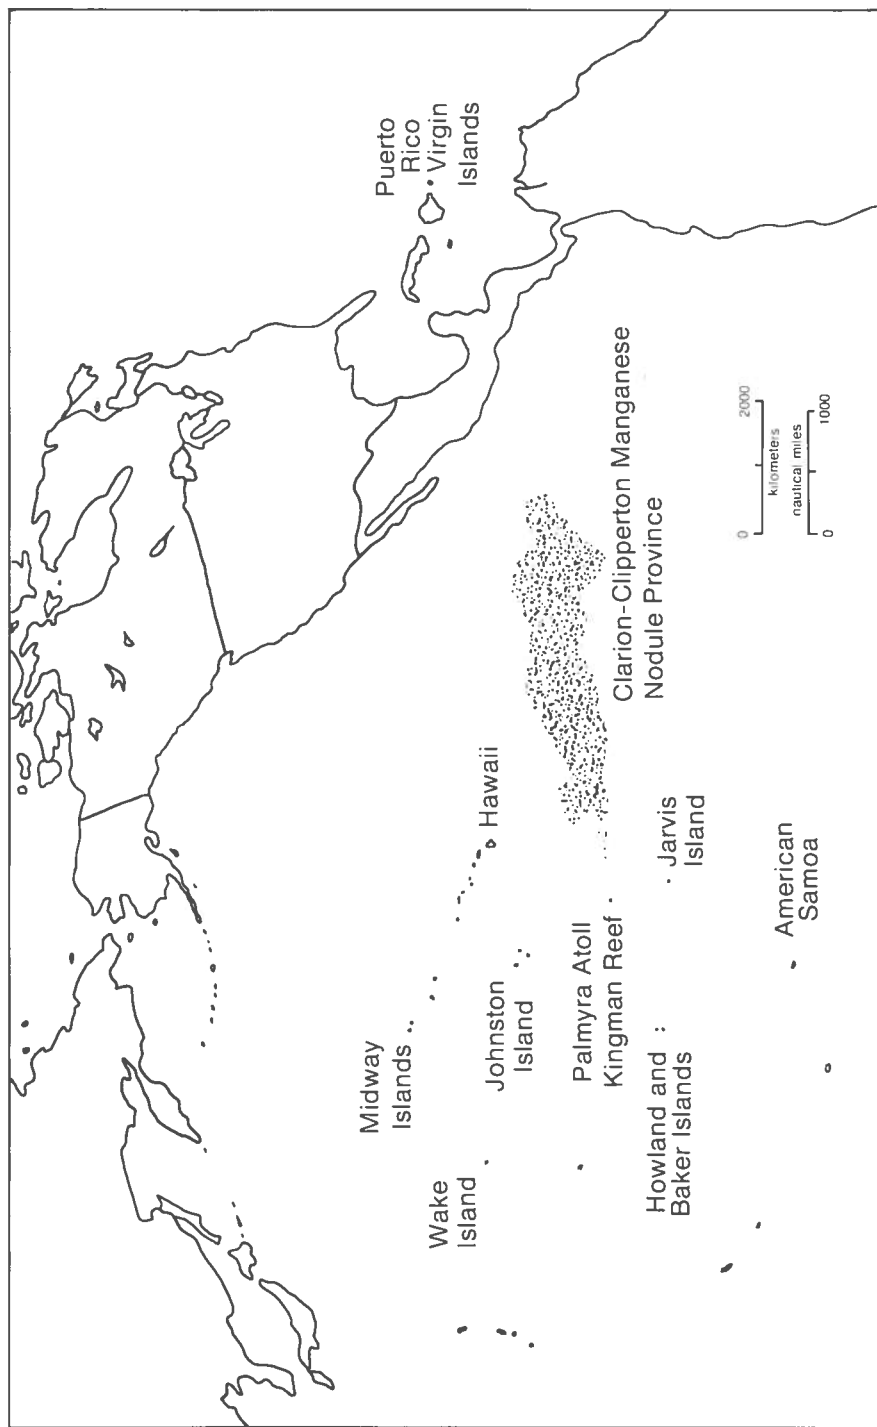 Puerto
Rico
Virgin
Islands
Midway
Islands
Hawaii
Wake
Island
Johnston
Island
Clarion-Clipperton Manganese
Nodule Province
Palmyra Atoll
Kingman Reef
Jarvis
Island
Howland and
Baker Islands
American
Samoa
0 2000
kilometers
nautical miles
0 1000